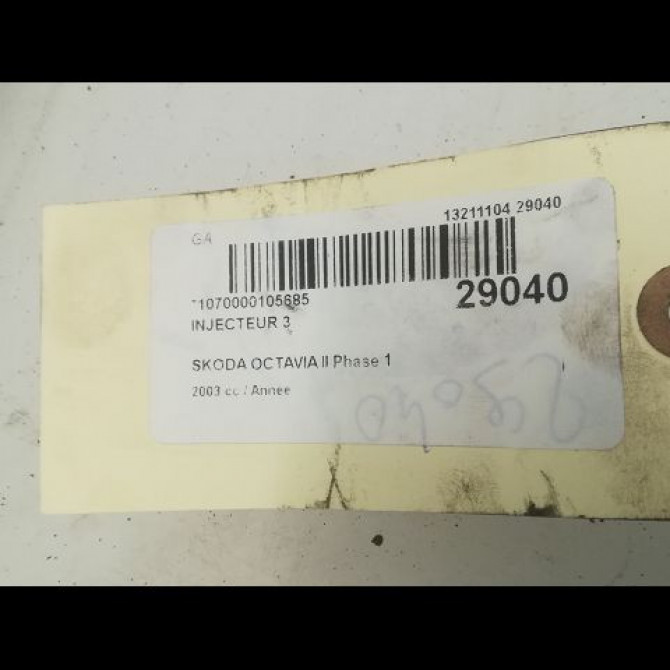 GA 13211104 29040
*1070000105685 29040
INJECTEUR 3
SKODA OCTAVIA II Phase 1
2003 cc / Annee
29040